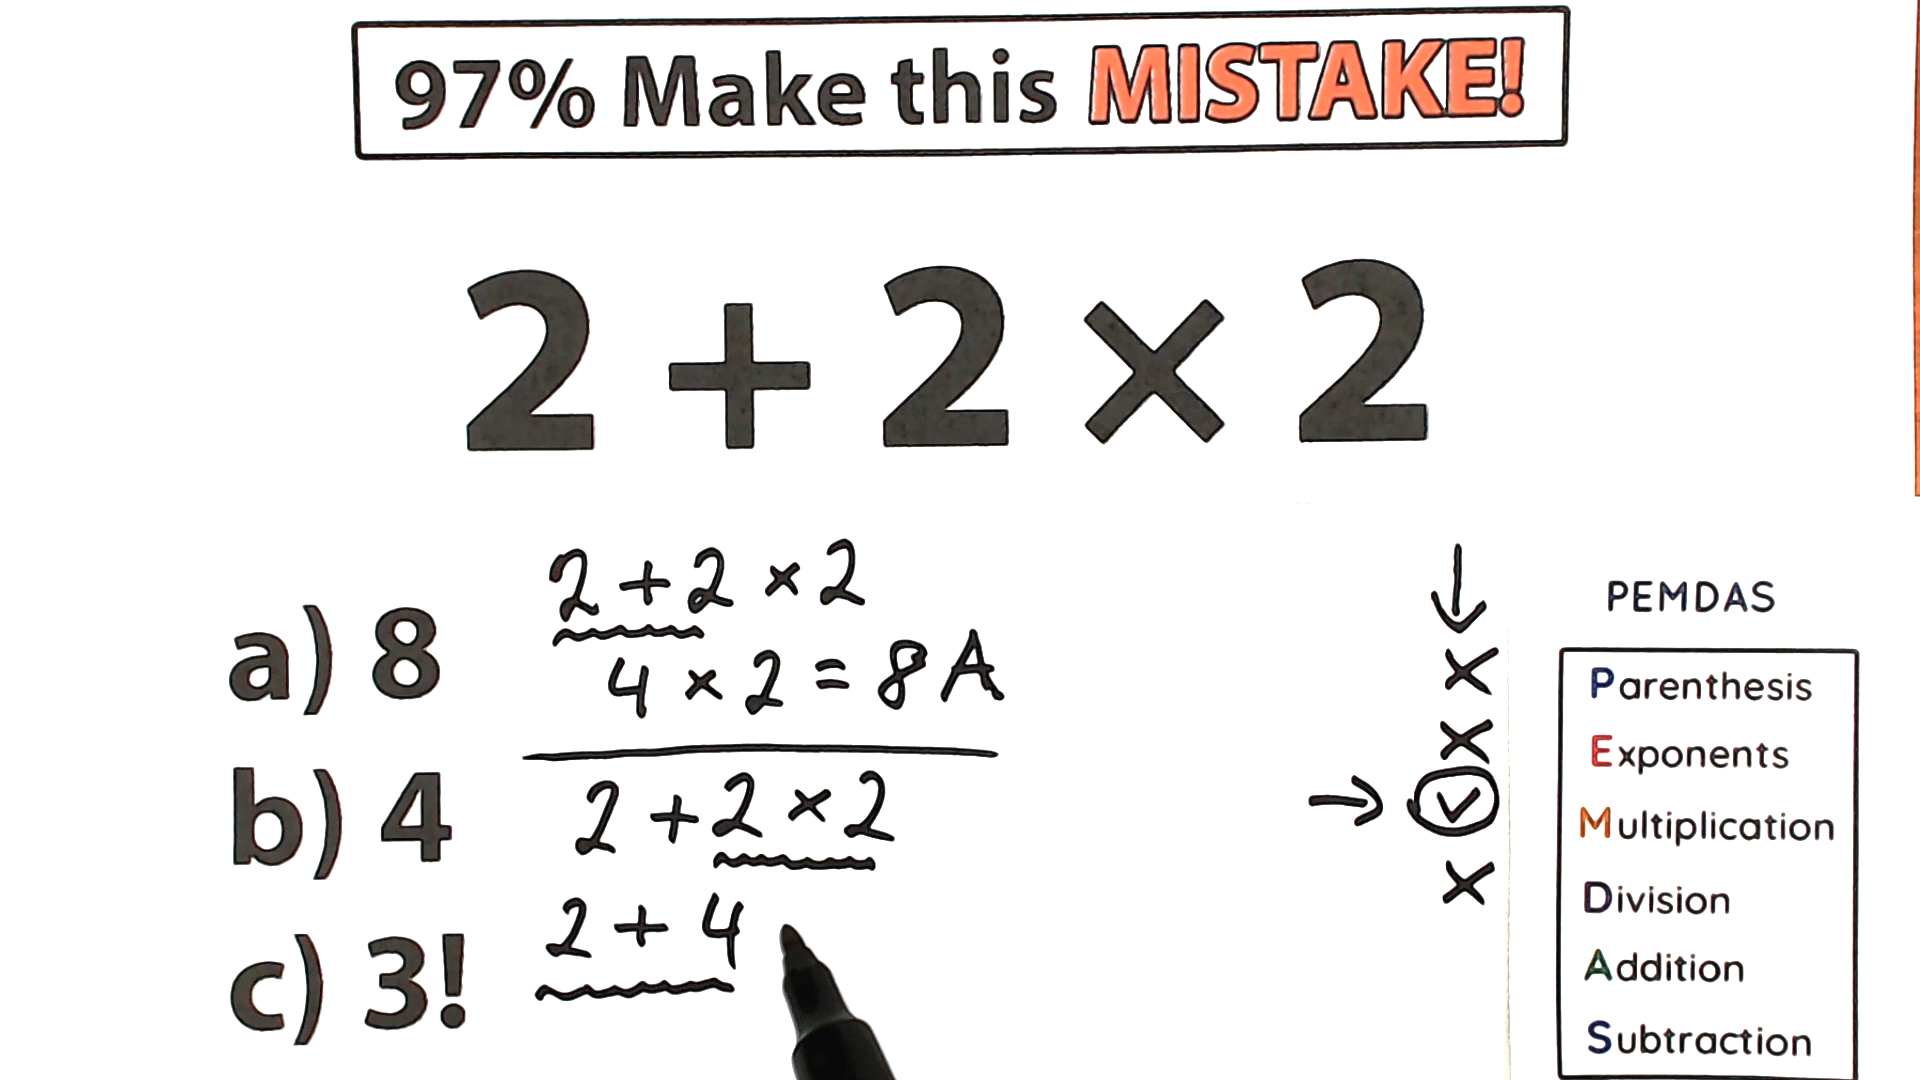 97% Make this MISTAKE!
2 + 2 × 2
a) 8
b) 4
c) 3!
2 + 2 × 2
4 × 2 = 8 A
2 + 2 × 2
2 + 4
↓
×
×
→ ✓
×
PEMDAS
Parenthesis
Exponents
Multiplication
Division
Addition
Subtraction